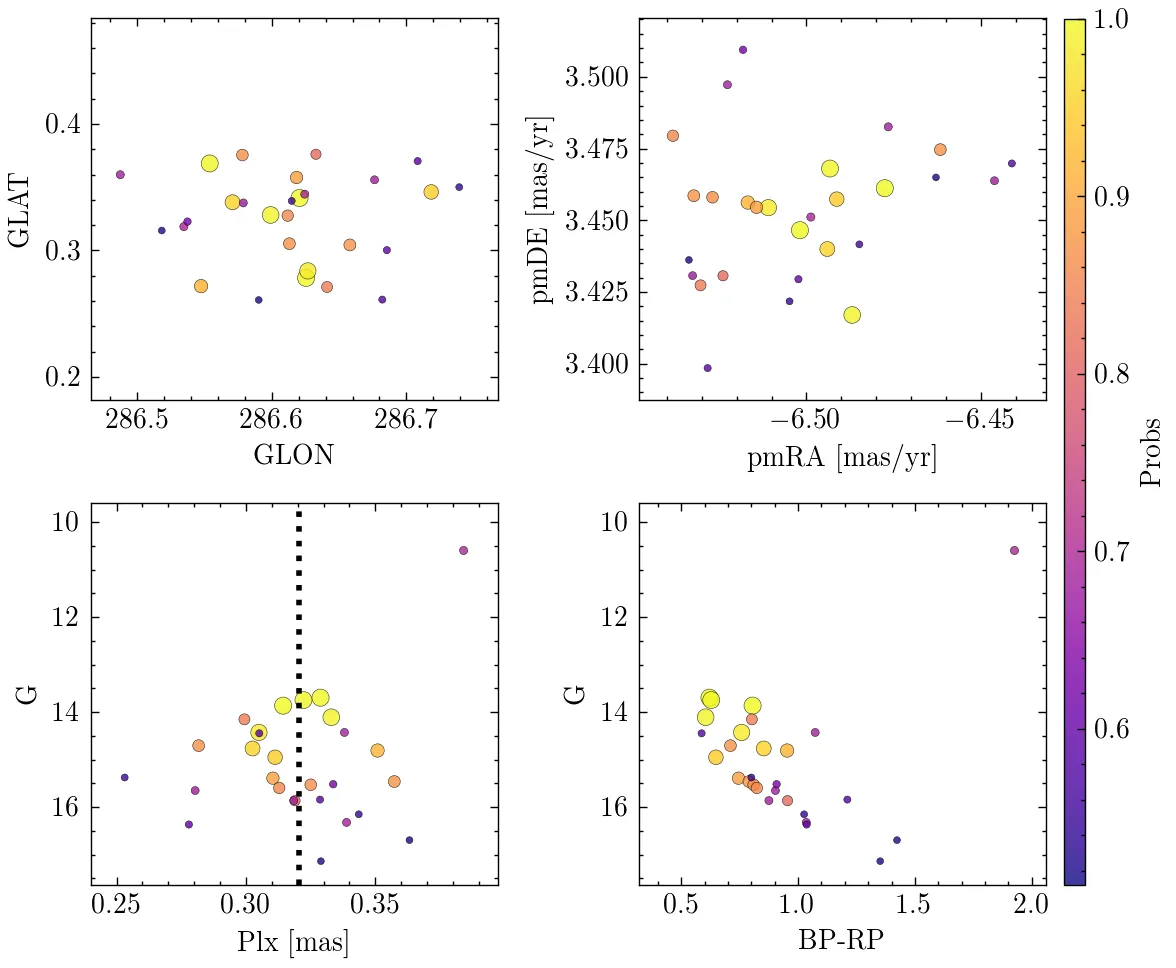 0.4
0.3
0.2
GLAT
286.5 286.6 286.7
GLON
3.500
3.475
3.450
3.425
3.400
pmDE [mas/yr]
−6.50 −6.45
pmRA [mas/yr]
1.0
0.9
0.8
0.7
0.6
Probs
10
12
14
16
G
0.25 0.30 0.35
Plx [mas]
10
12
14
16
G
0.5 1.0 1.5 2.0
BP-RP